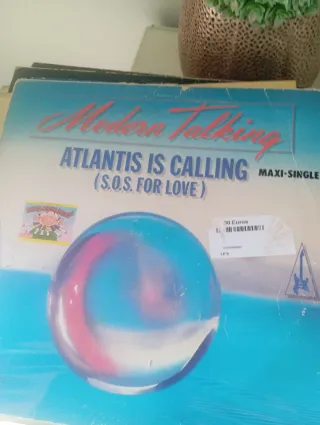 Modern Talking
ATLANTIS IS CALLING
MAXI-SINGLE
(S.O.S. FOR LOVE)